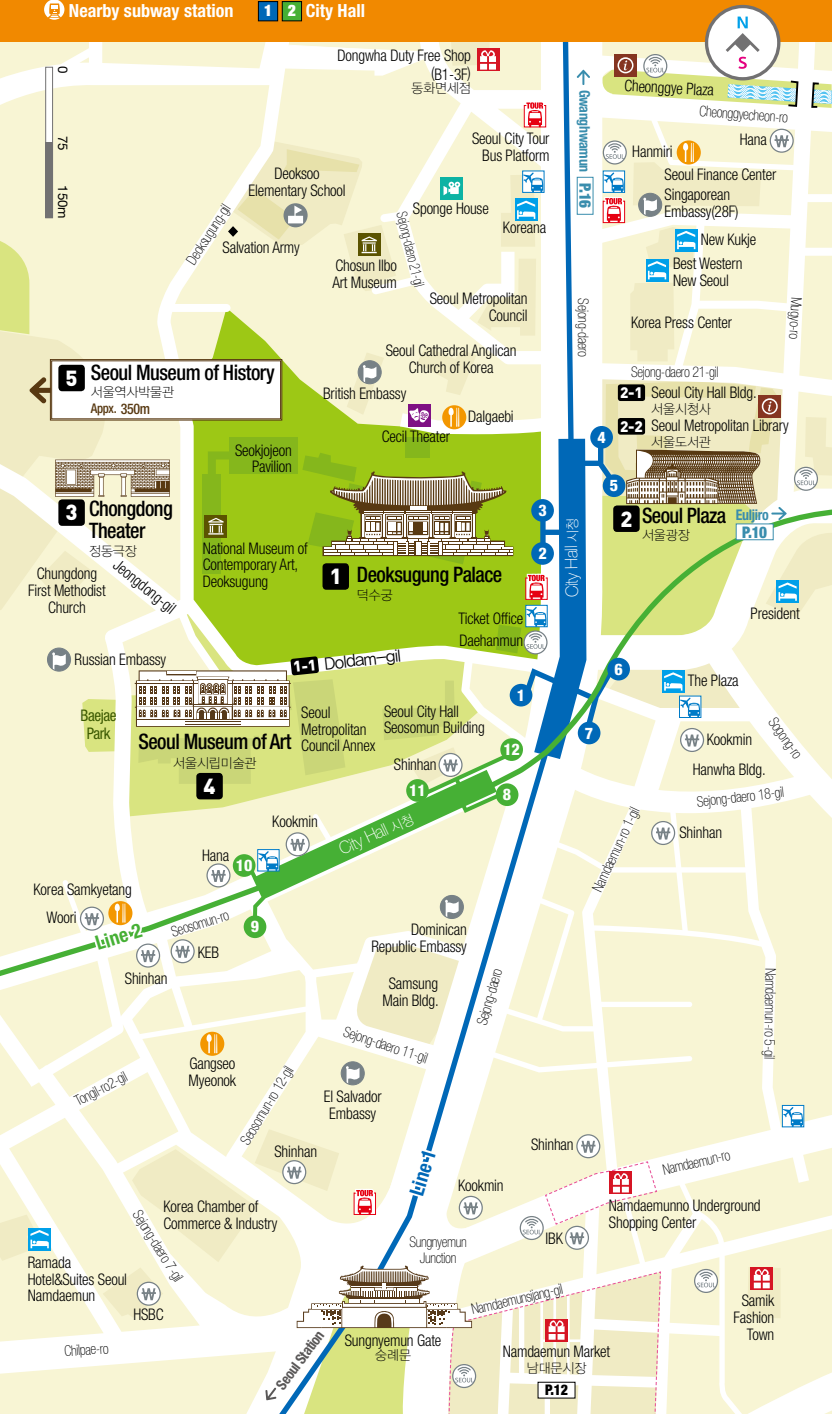 Nearby subway station 1 2 City Hall
N
S
0
75
150m
Dongwha Duty Free Shop
(B1-3F)
동화면세점
TOUR
Seoul City Tour
Bus Platform
Gwanghwamun
P.16
SEOUL
Cheonggye Plaza
Cheonggyecheon-ro
Hana
SEOUL
Hanmiri
Seoul Finance Center
TOUR
Singaporean
Embassy(28F)
New Kukje
Best Western
New Seoul
Korea Press Center
Mugyo-ro
Sejong-daero
Sejong-daero 21-gil
Deoksoo
Elementary School
Deoksugung-gil
Salvation Army
Sponge House
Koreana
Sejong-daero 21-gil
Chosun Ilbo
Art Museum
Seoul Metropolitan
Council
Seoul Cathedral Anglican
Church of Korea
British Embassy
Dalgaebi
Cecil Theater
5 Seoul Museum of History
서울역사박물관
Appx. 350m
2-1 Seoul City Hall Bldg.
서울시청사
2-2 Seoul Metropolitan Library
서울도서관
4
5
3
2
SEOUL
2 Seoul Plaza
서울광장
Euljiro
P.10
City Hall 시청
Seokjojeon
Pavilion
3 Chongdong
Theater
정동극장
National Museum of
Contemporary Art,
Deoksugung
1 Deoksugung Palace
덕수궁
TOUR
Ticket Office
Daehanmun
SEOUL
Chungdong
First Methodist
Church
Jeongdong-gil
President
Russian Embassy
1-1 Doldam-gil
1
6
7
The Plaza
Kookmin
Sogong-ro
Hanwha Bldg.
Sejong-daero 18-gil
Baejae
Park
Seoul Museum of Art
서울시립미술관
4
Seoul
Metropolitan
Council Annex
Seoul City Hall
Seosomun Building
Shinhan
12
11
8
City Hall 시청
Kookmin
Hana
10
9
Namdaemun-ro 1-gil
Shinhan
Korea Samkyetang
Woori
Line 2
Seosomun-ro
KEB
Shinhan
Dominican
Republic Embassy
Samsung
Main Bldg.
Sejong-daero
Namdaemun-ro 5-gil
Sejong-daero 11-gil
Gangseo
Myeonok
Tongil-ro2-gil
Seosomun-ro 12-gil
El Salvador
Embassy
Shinhan
Line 1
Shinhan
Namdaemun-ro
TOUR
Kookmin
Namdaemunno Underground
Shopping Center
SEOUL
IBK
Korea Chamber of
Commerce & Industry
Sejong-daero 7-gil
Sungnyemun
Junction
Ramada
Hotel&Suites Seoul
Namdaemun
HSBC
Namdaemunsijang-gil
SEOUL
Samik
Fashion
Town
Sungnyemun Gate
숭례문
Chilpae-ro
Seoul Station
SEOUL
Namdaemun Market
남대문시장
P.12